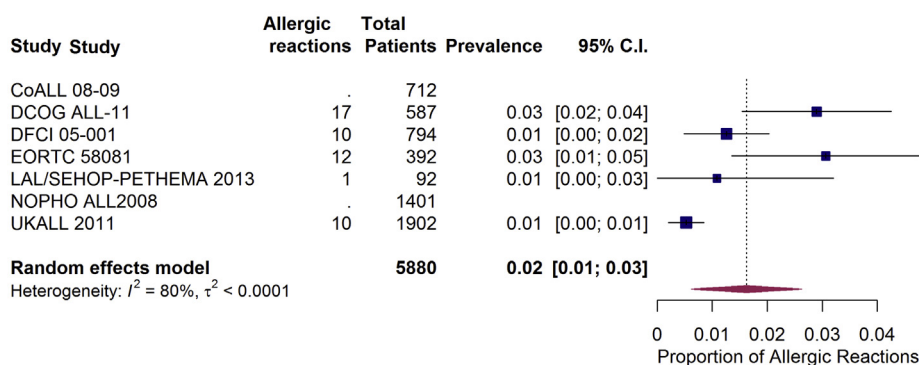 Allergic Total
Study Study reactions Patients Prevalence 95% C.I.
CoALL 08-09 . 712
DCOG ALL-11 17 587 0.03 [0.02; 0.04]
DFCI 05-001 10 794 0.01 [0.00; 0.02]
EORTC 58081 12 392 0.03 [0.01; 0.05]
LAL/SEHOP-PETHEMA 2013 1 92 0.01 [0.00; 0.03]
NOPHO ALL2008 . 1401
UKALL 2011 10 1902 0.01 [0.00; 0.01]
Random effects model 5880 0.02 [0.01; 0.03]
Heterogeneity: I² = 80%, τ² < 0.0001
0 0.01 0.02 0.03 0.04
Proportion of Allergic Reactions